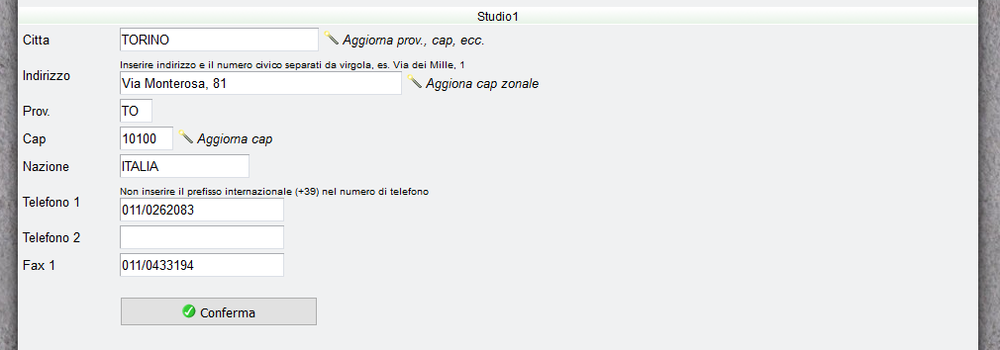 Studio1
Citta TORINO Aggiorna prov., cap, ecc.
Inserire indirizzo e il numero civico separati da virgola, es. Via dei Mille, 1
Indirizzo Via Monterosa, 81 Aggiona cap zonale
Prov. TO
Cap 10100 Aggiorna cap
Nazione ITALIA
Non inserire il prefisso internazionale (+39) nel numero di telefono
Telefono 1 011/0262083
Telefono 2
Fax 1 011/0433194
Conferma